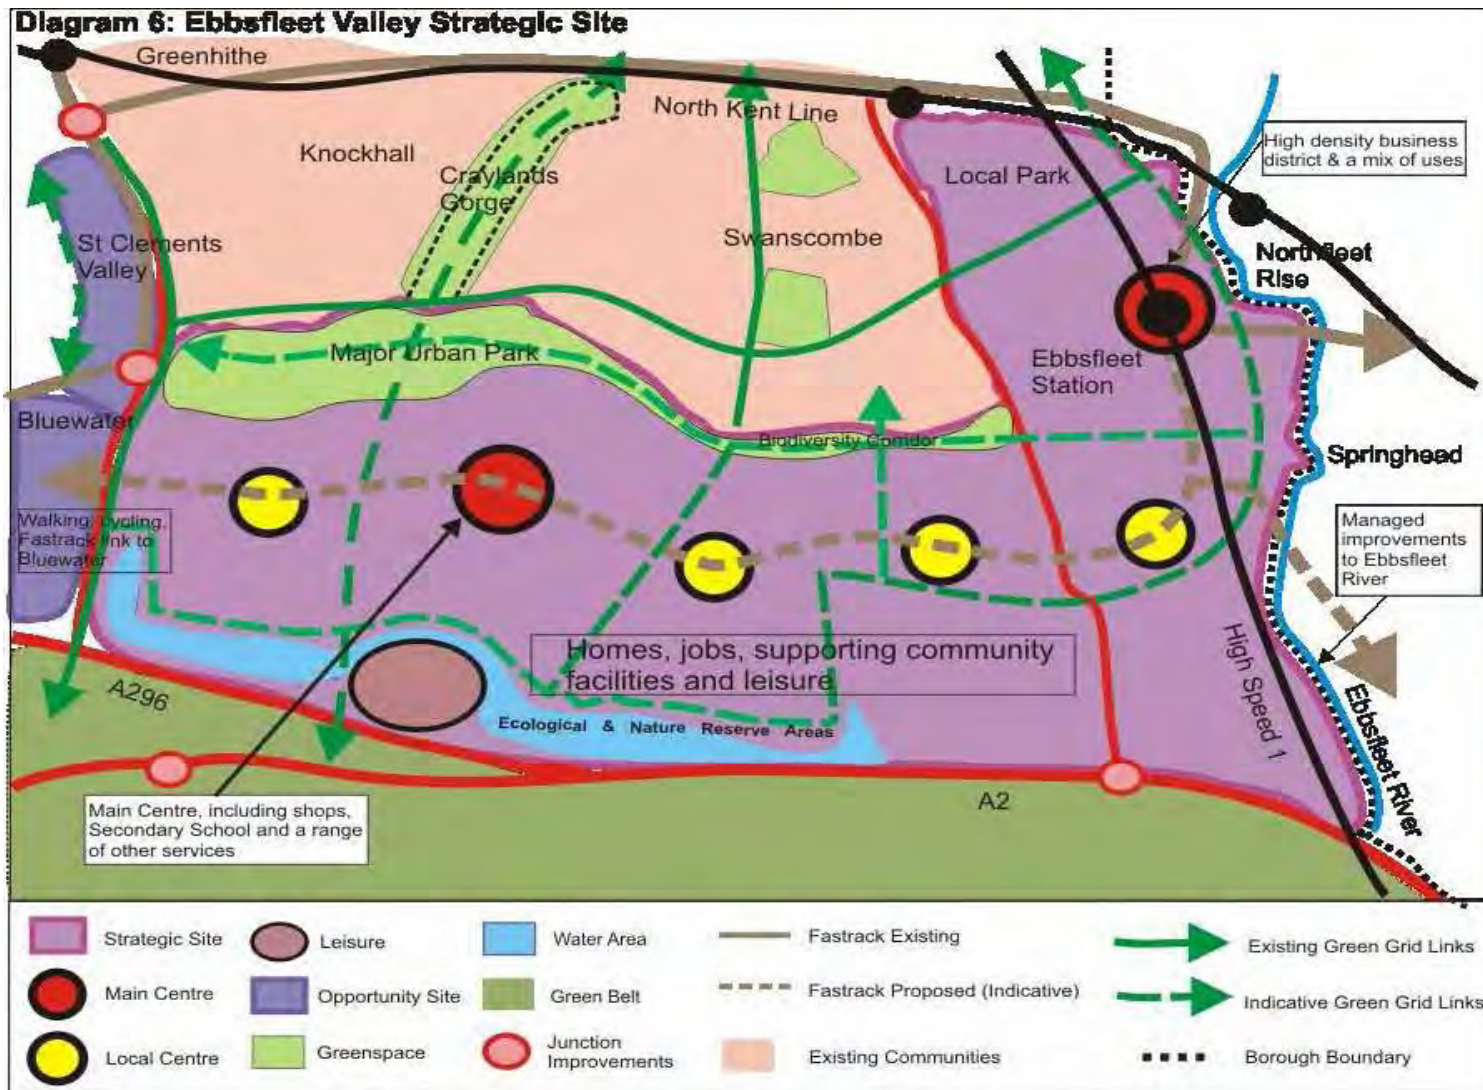 Diagram 6: Ebbsfleet Valley Strategic Site
Greenhithe
North Kent Line
Knockhall
Craylands
Gorge
Local Park
High density business
district & a mix of uses
St Clements
Valley
Swanscombe
Northfleet
Rise
Major Urban Park
Ebbsfleet
Station
Bluewater
Biodiversity Corridor
Springhead
Walking, cycling,
Fastrack link to
Bluewater
Managed
improvements
to Ebbsfleet
River
Homes, jobs, supporting community
facilities and leisure
High Speed 1
A296
Ecological & Nature Reserve Areas
Ebbsfleet River
A2
Main Centre, including shops,
Secondary School and a range
of other services
Strategic Site
Leisure
Water Area
Fastrack Existing
Existing Green Grid Links
Main Centre
Opportunity Site
Green Belt
Fastrack Proposed (Indicative)
Indicative Green Grid Links
Local Centre
Greenspace
Junction
Improvements
Existing Communities
Borough Boundary